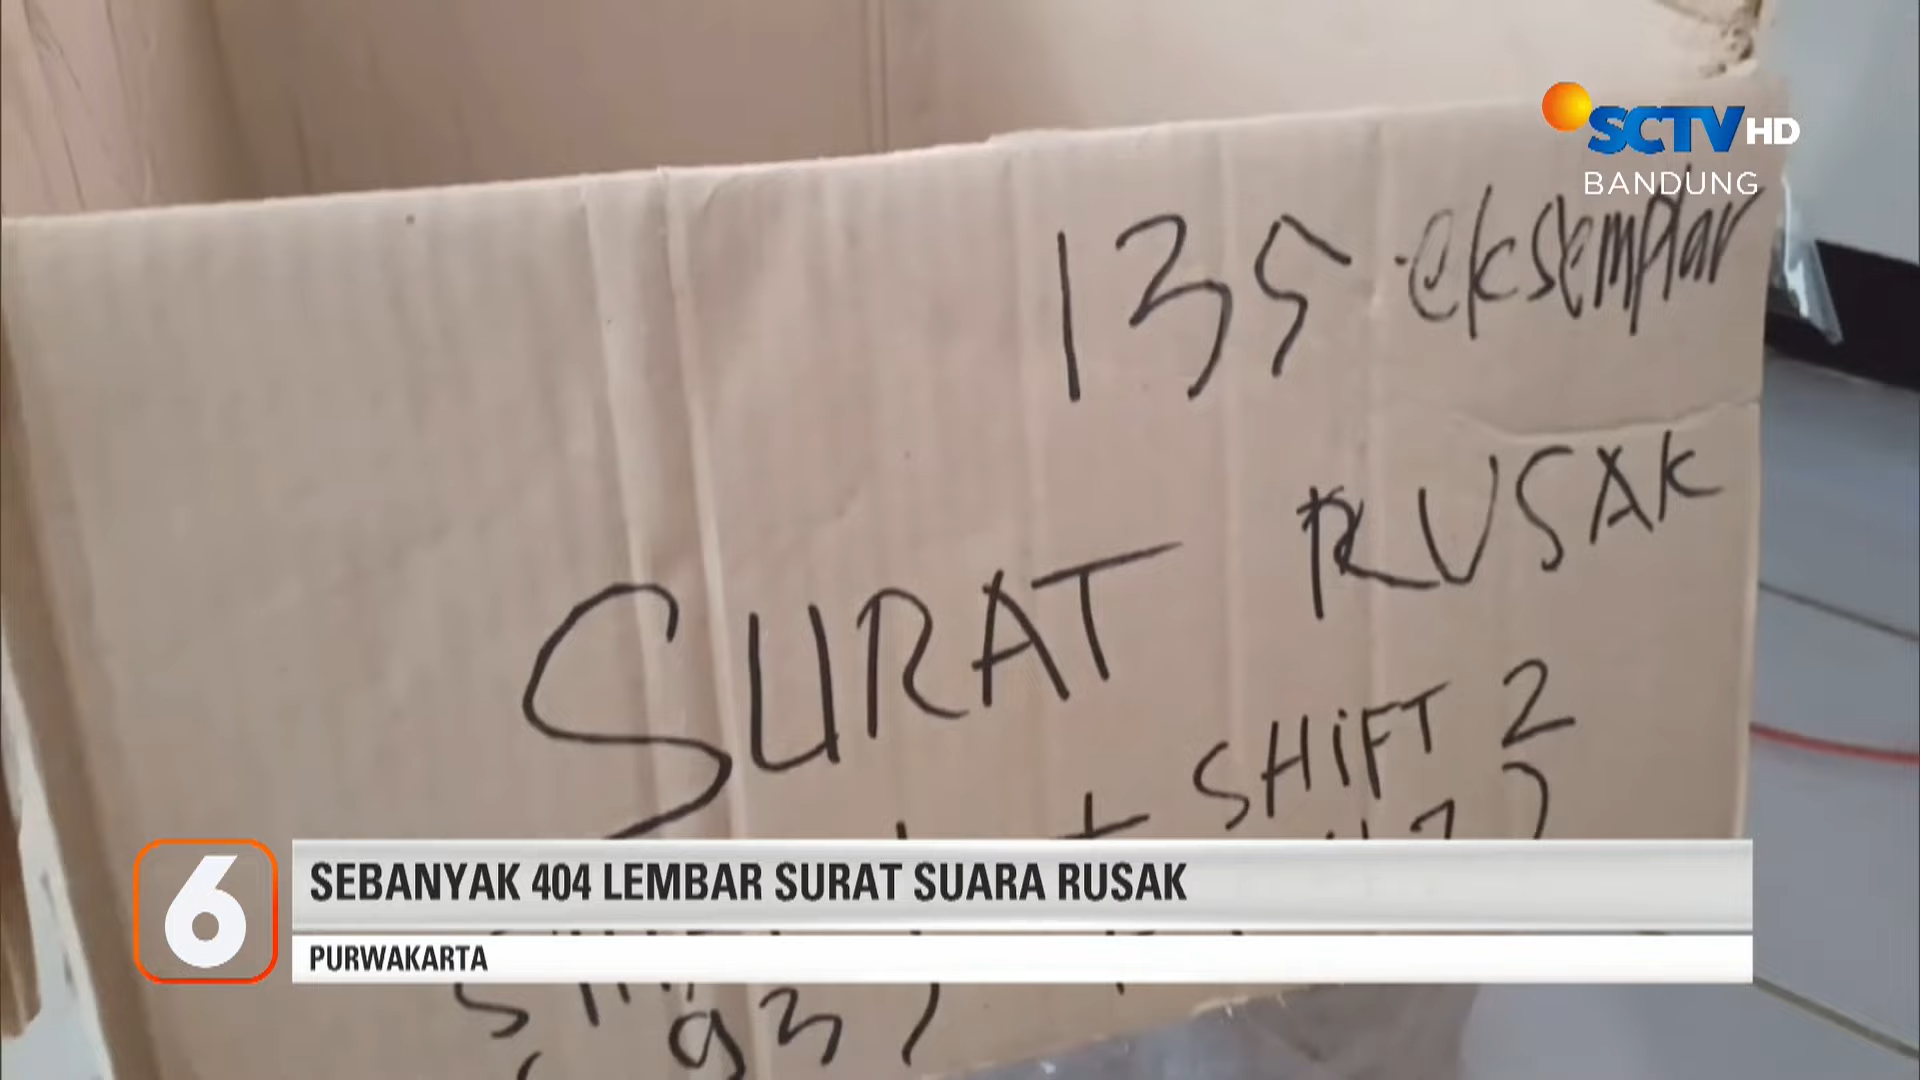 SCTV HD
BANDUNG
135 eksemplar
SURAT RUSAK
SHiFT 2
6 SEBANYAK 404 LEMBAR SURAT SUARA RUSAK
PURWAKARTA